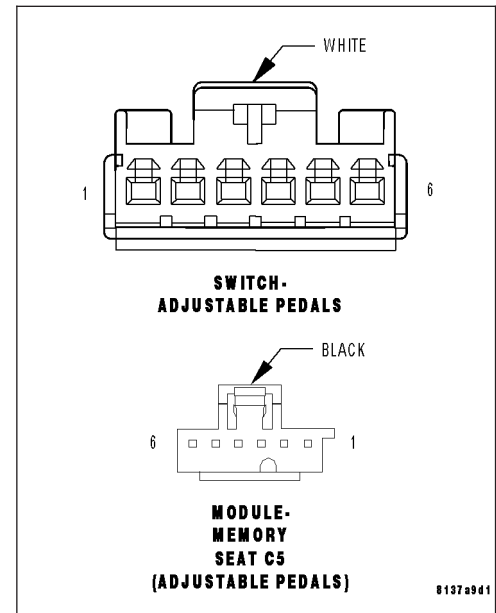 WHITE
1
6
SWITCH-
ADJUSTABLE PEDALS
BLACK
6
1
MODULE-
MEMORY
SEAT C5
(ADJUSTABLE PEDALS)
8137a9d1